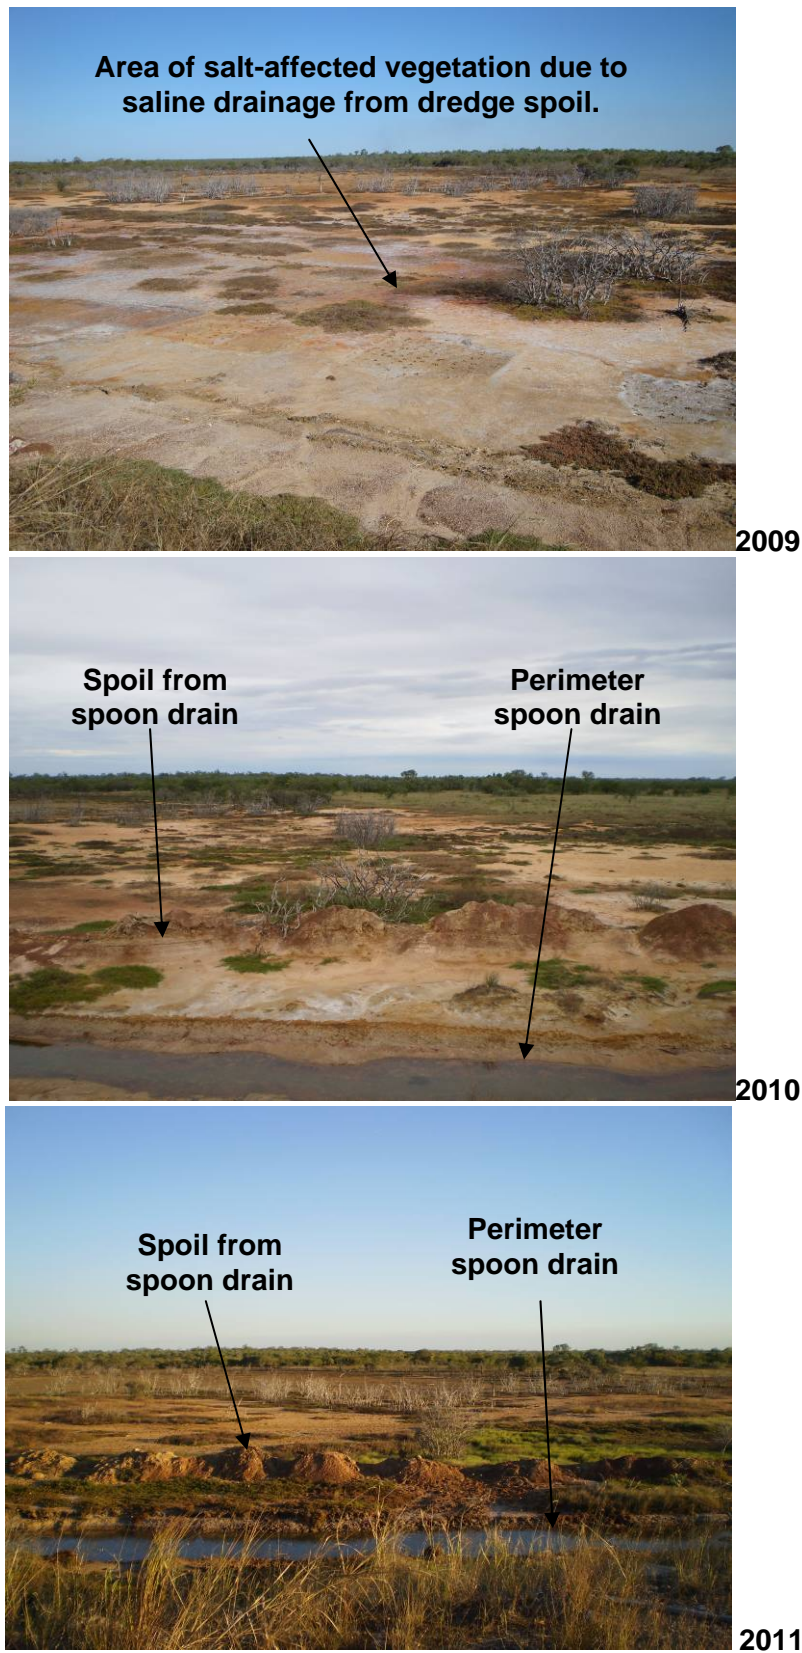 Area of salt-affected vegetation due to
saline drainage from dredge spoil.
2009
Spoil from
spoon drain
Perimeter
spoon drain
2010
Spoil from
spoon drain
Perimeter
spoon drain
2011